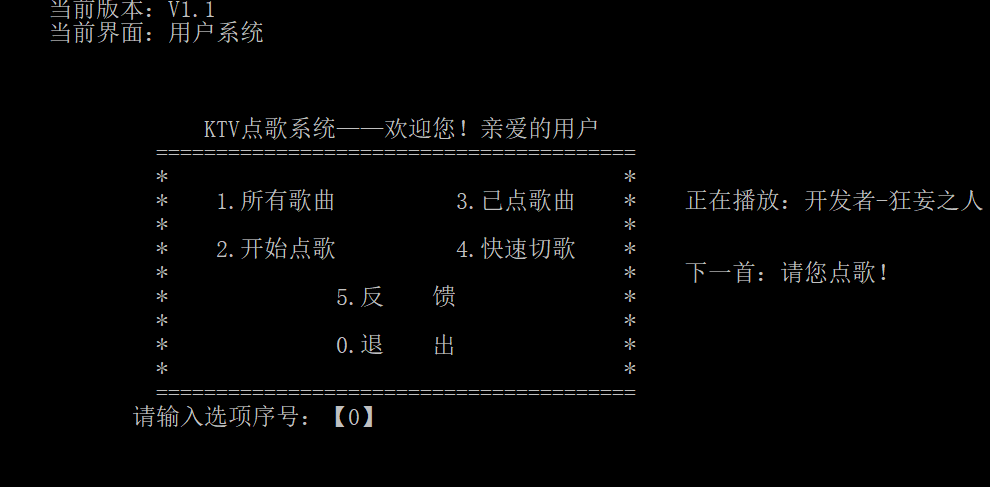 当前版本：V1.1
当前界面：用户系统
KTV点歌系统——欢迎您！亲爱的用户
========================================
*                                      *
*    1.所有歌曲          3.已点歌曲    *    正在播放：开发者-狂妄之人
*                                      *
*    2.开始点歌          4.快速切歌    *
*                                      *    下一首：请您点歌！
*              5.反    馈              *
*                                      *
*              0.退    出              *
*                                      *
========================================
请输入选项序号：【0】